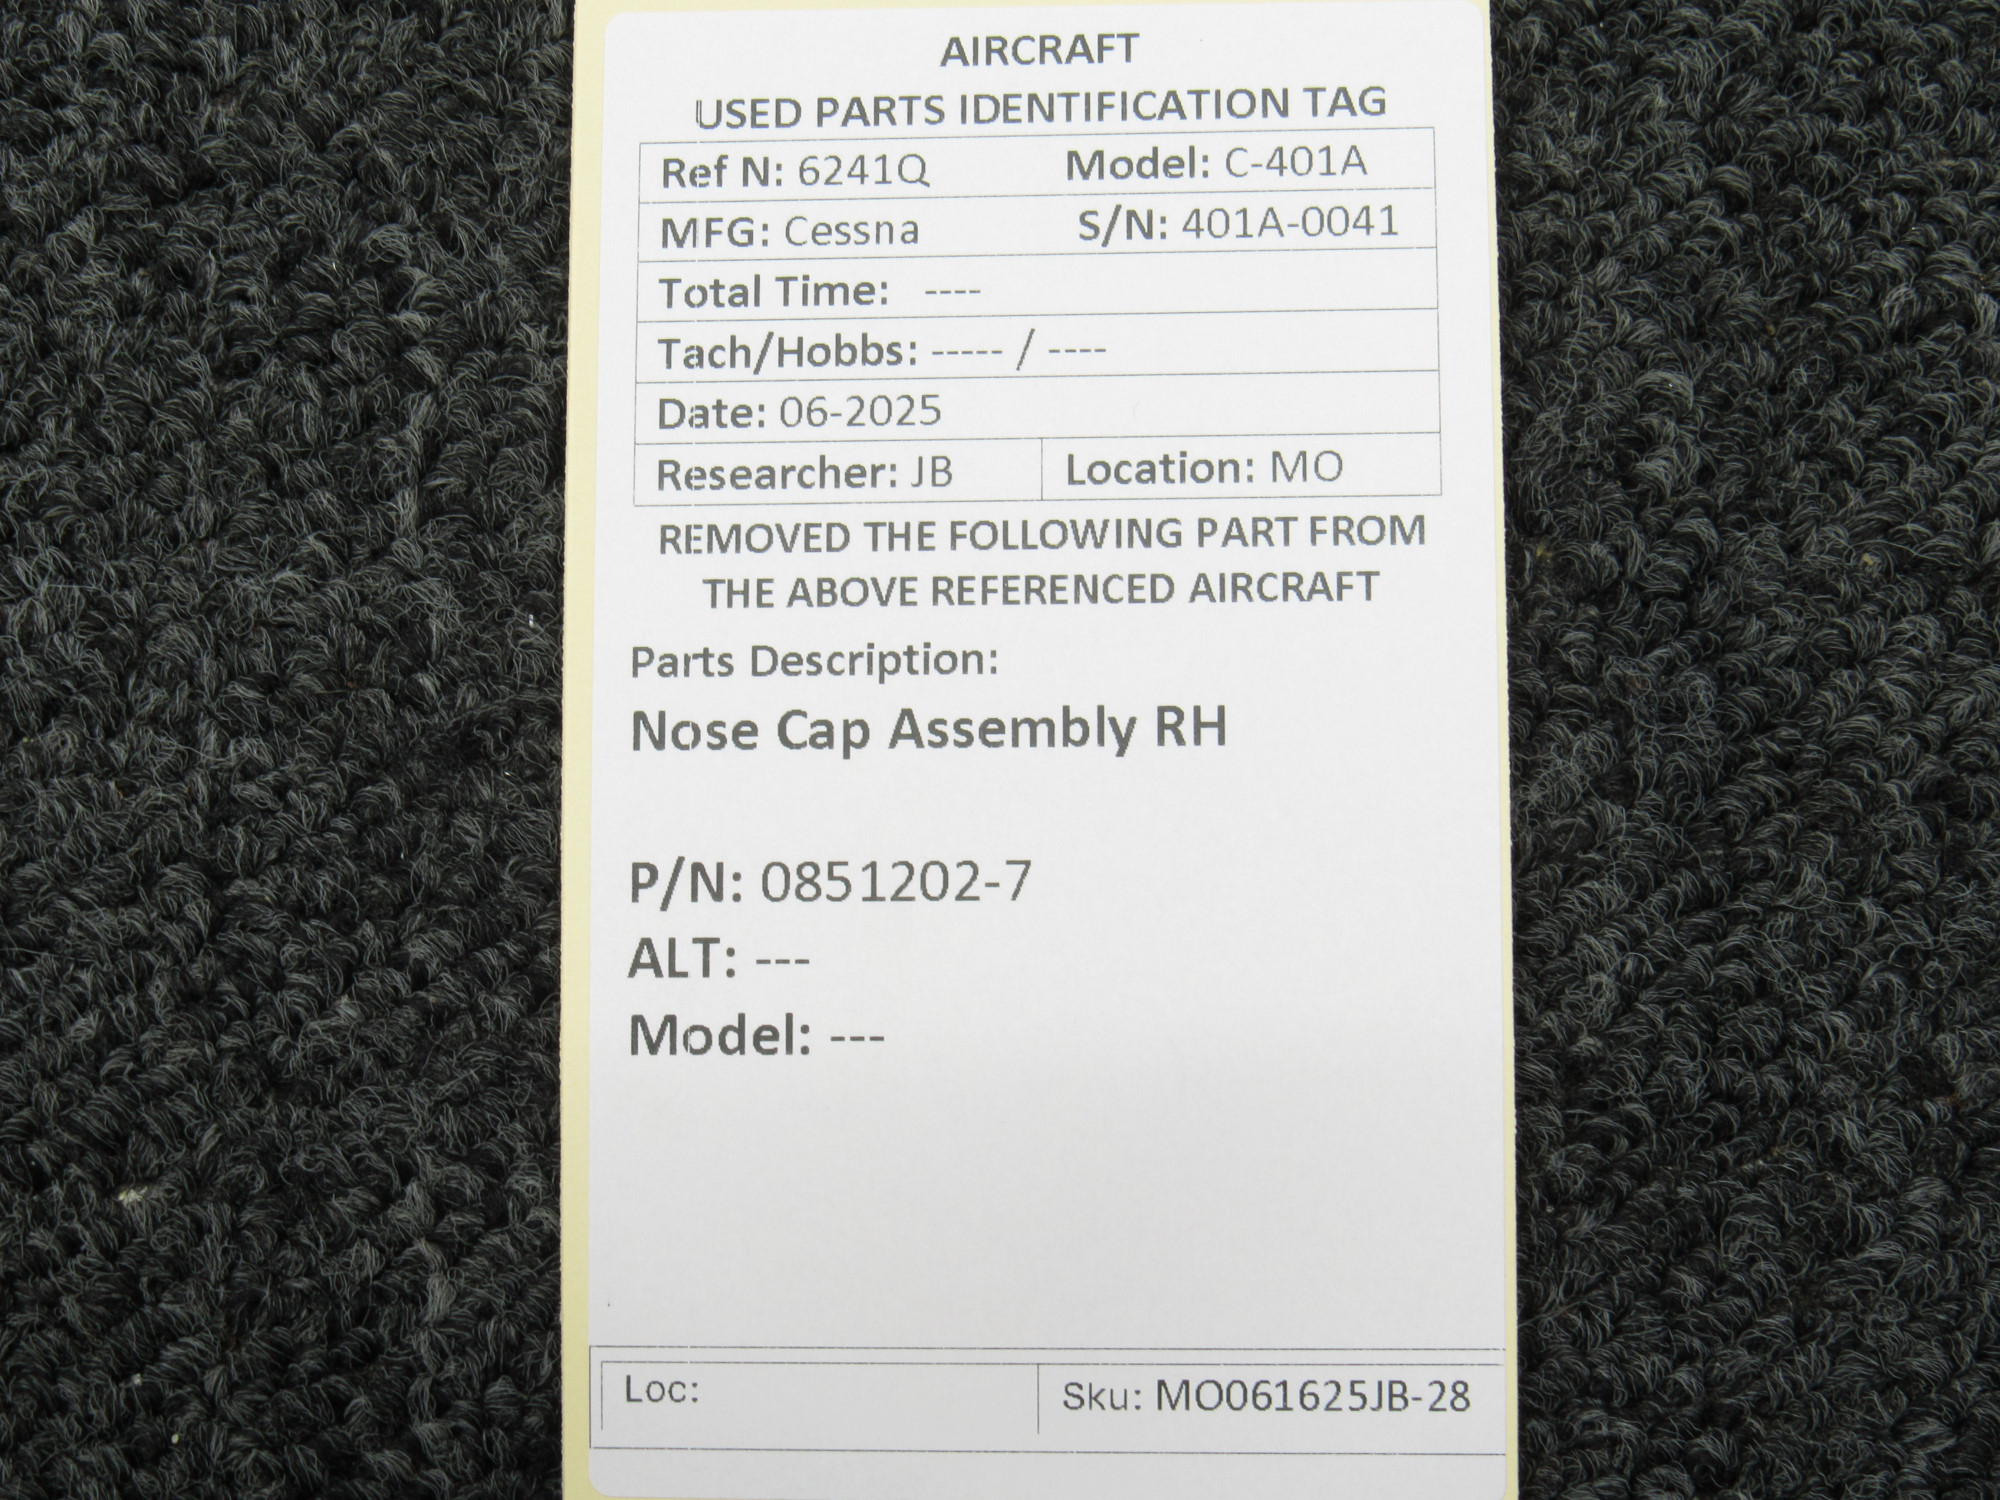 AIRCRAFT
USED PARTS IDENTIFICATION TAG
Ref N: 6241Q Model: C-401A
MFG: Cessna S/N: 401A-0041
Total Time: ----
Tach/Hobbs: ----- / ----
Date: 06-2025
Researcher: JB Location: MO
REMOVED THE FOLLOWING PART FROM
THE ABOVE REFERENCED AIRCRAFT
Parts Description:
Nose Cap Assembly RH
P/N: 0851202-7
ALT: ---
Model: ---
Loc: Sku: MO061625JB-28